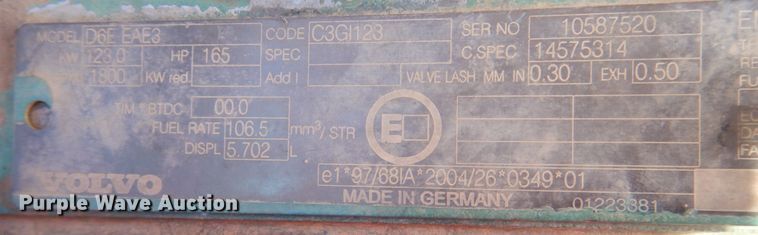 MODEL D6E EAE3 CODE C3GI123 SER NO 10587520
KW 123.0 HP 165 SPEC C.SPEC 14575314
1800 KW red. Add I VALVE LASH MM IN 0.30 EXH 0.50
TIM °BTDC 00,0
FUEL RATE 106.5 mm³/STR
DISPL 5.702 L
E
e1*97/68IA*2004/26*0349*01
VOLVO MADE IN GERMANY 01223381
Purple Wave Auction